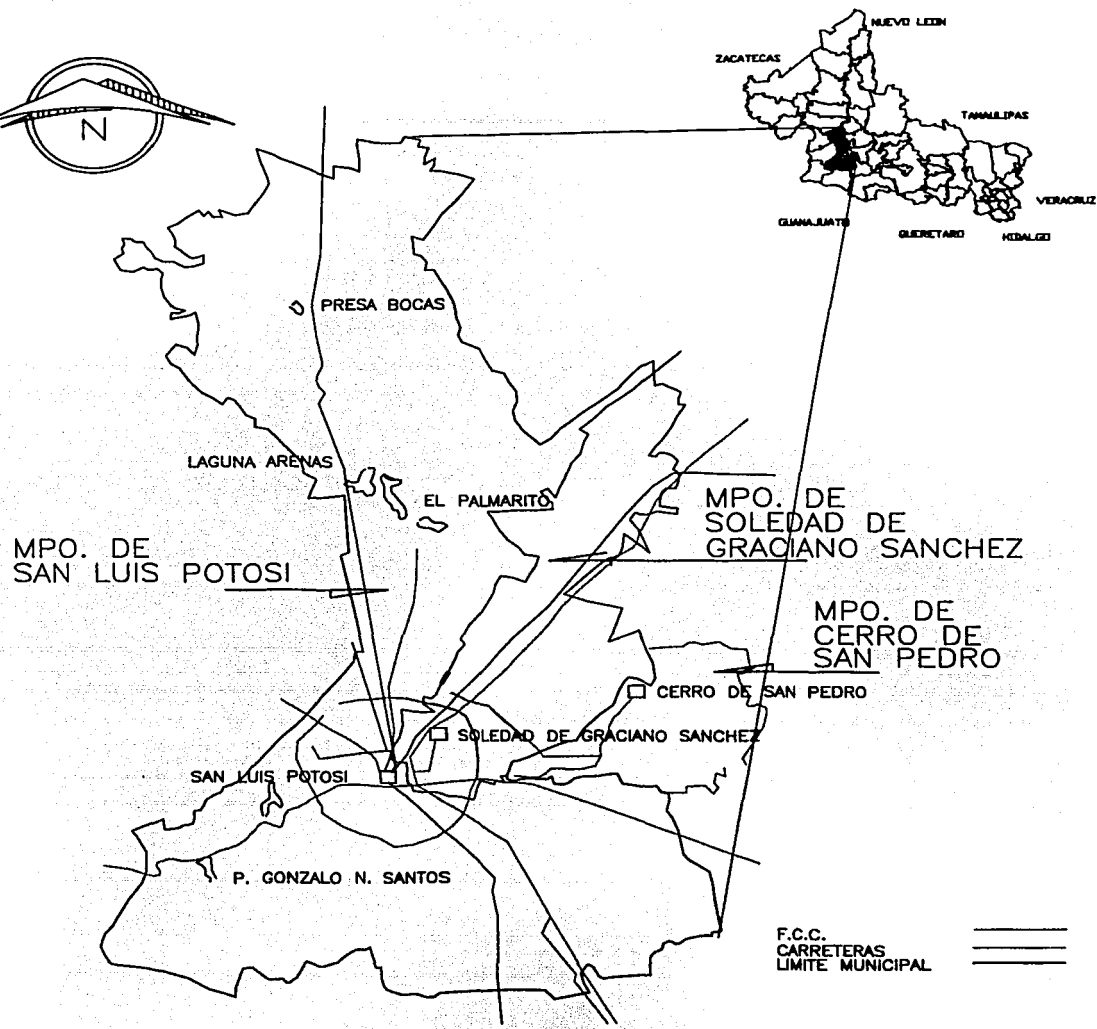 NUEVO LEON
ZACATECAS
TAMAULIPAS
N
VERACRUZ
GUANAJUATO
QUERETARO
HIDALGO
PRESA BOCAS
LAGUNA ARENAS
EL PALMARITO
MPO. DE
SOLEDAD DE
GRACIANO SANCHEZ
MPO. DE
SAN LUIS POTOSI
MPO. DE
CERRO DE
SAN PEDRO
CERRO DE SAN PEDRO
SOLEDAD DE GRACIANO SANCHEZ
SAN LUIS POTOSI
P. GONZALO N. SANTOS
F.C.C.
CARRETERAS
LIMITE MUNICIPAL